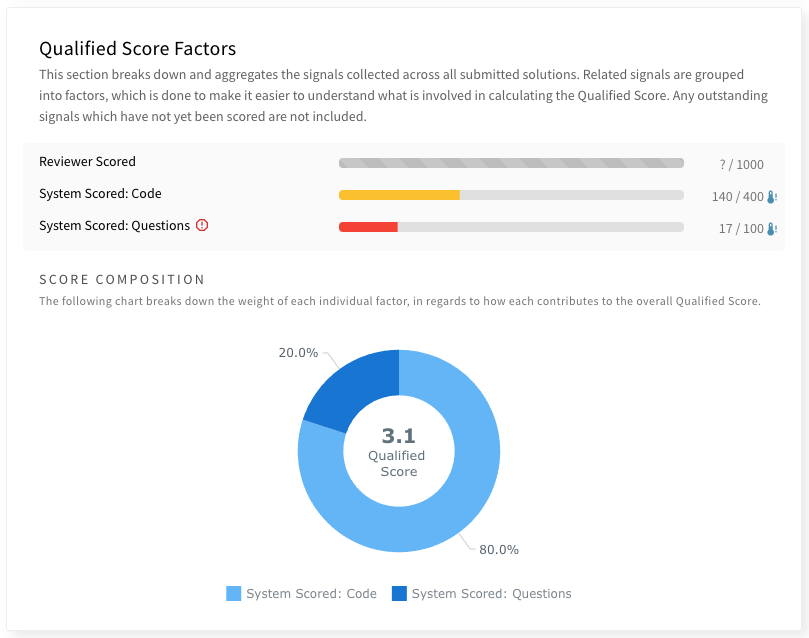 Qualified Score Factors
This section breaks down and aggregates the signals collected across all submitted solutions. Related signals are grouped
into factors, which is done to make it easier to understand what is involved in calculating the Qualified Score. Any outstanding
signals which have not yet been scored are not included.
Reviewer Scored ? / 1000
System Scored: Code 140 / 400
System Scored: Questions 17 / 100
SCORE COMPOSITION
The following chart breaks down the weight of each individual factor, in regards to how each contributes to the overall Qualified Score.
20.0%
3.1
Qualified
Score
80.0%
System Scored: Code System Scored: Questions